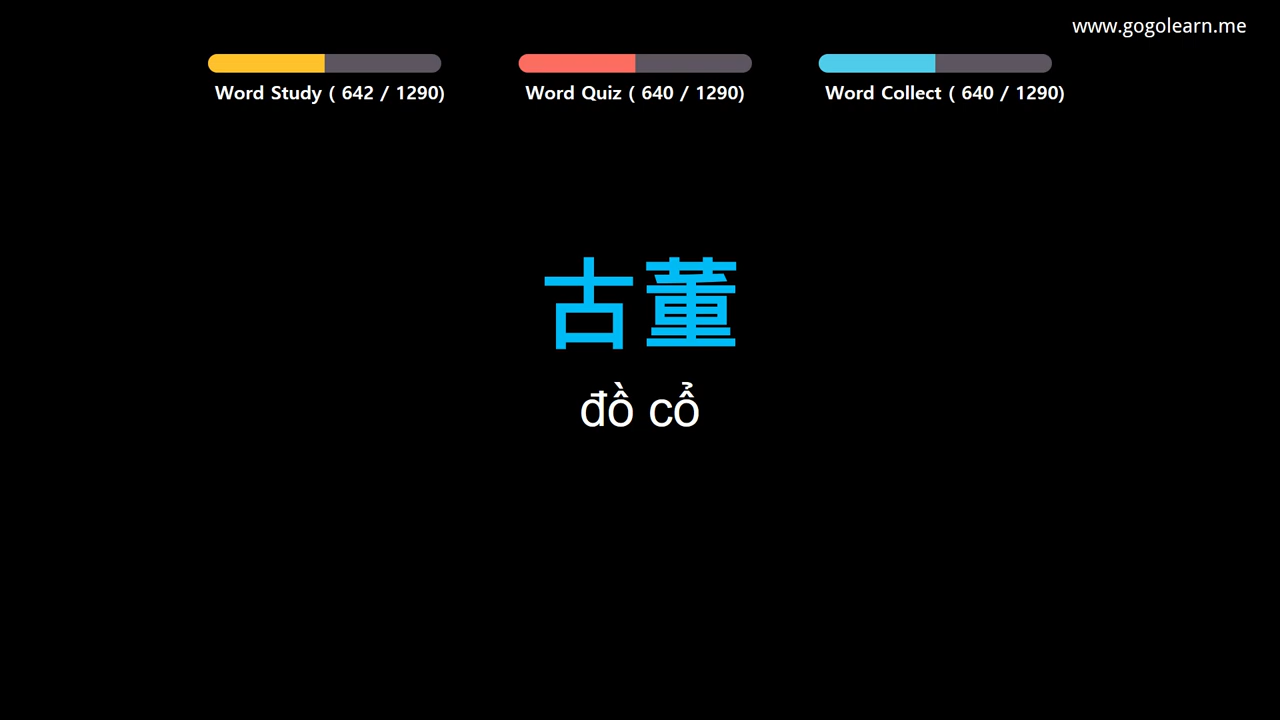 www.gogolearn.me
Word Study ( 642 / 1290)
Word Quiz ( 640 / 1290)
Word Collect ( 640 / 1290)
古董
đồ cổ